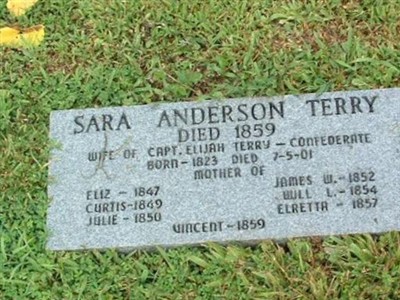 SARA ANDERSON TERRY
DIED 1859
WIFE OF CAPT. ELIJAH TERRY - CONFEDERATE
BORN - 1823 DIED 7-5-01
MOTHER OF
ELIZ - 1847
CURTIS - 1849
JULIE - 1850
JAMES W. - 1852
WILL L. - 1854
ELRETTA - 1857
VINCENT - 1859